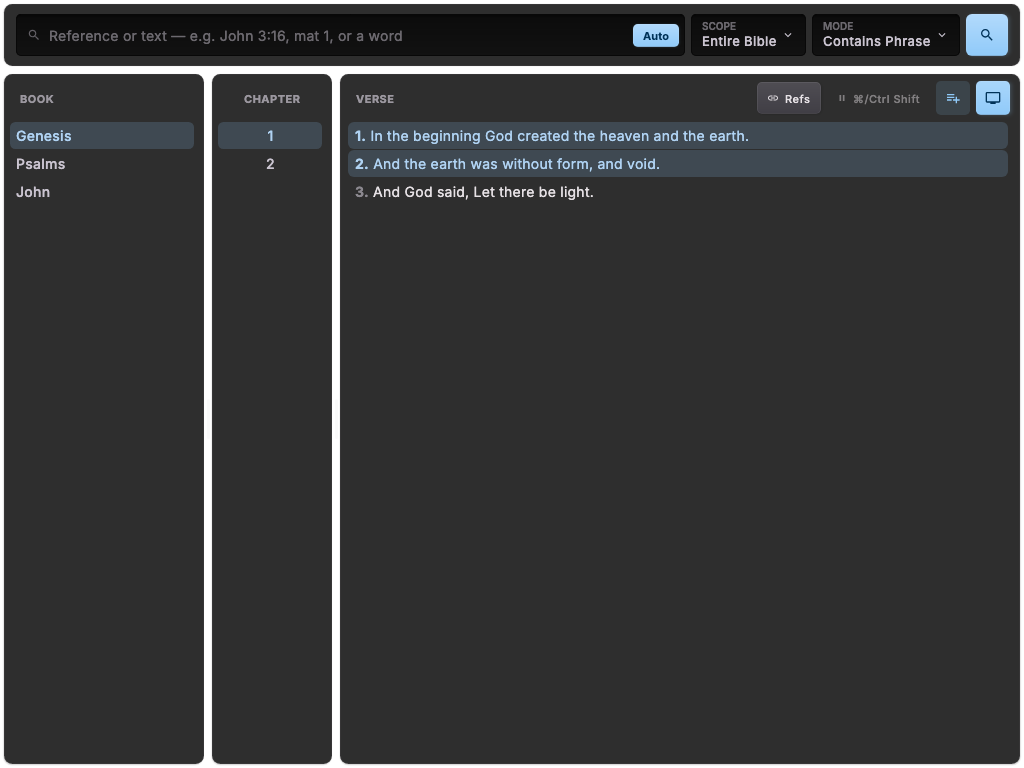 Reference or text — e.g. John 3:16, mat 1, or a word
Auto
SCOPE
Entire Bible
MODE
Contains Phrase
BOOK
Genesis
Psalms
John
CHAPTER
1
2
VERSE
Refs
⌘/Ctrl Shift
1. In the beginning God created the heaven and the earth.
2. And the earth was without form, and void.
3. And God said, Let there be light.